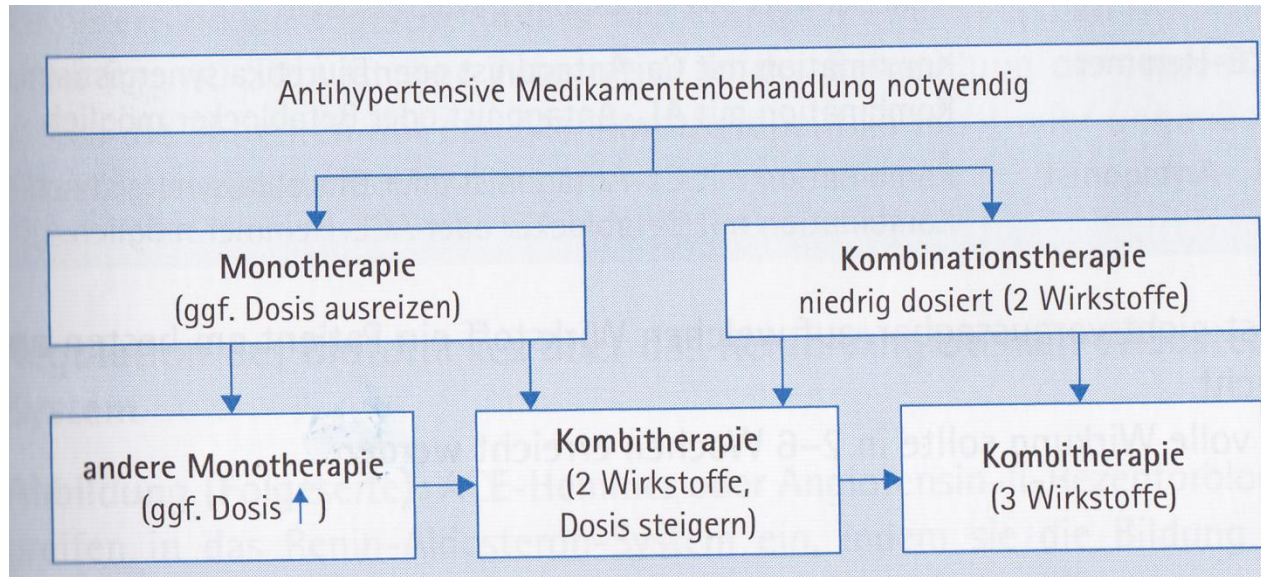 Antihypertensive Medikamentenbehandlung notwendig
Monotherapie
(ggf. Dosis ausreizen)
Kombinationstherapie
niedrig dosiert (2 Wirkstoffe)
andere Monotherapie
(ggf. Dosis ↑ )
Kombitherapie
(2 Wirkstoffe,
Dosis steigern)
Kombitherapie
(3 Wirkstoffe)